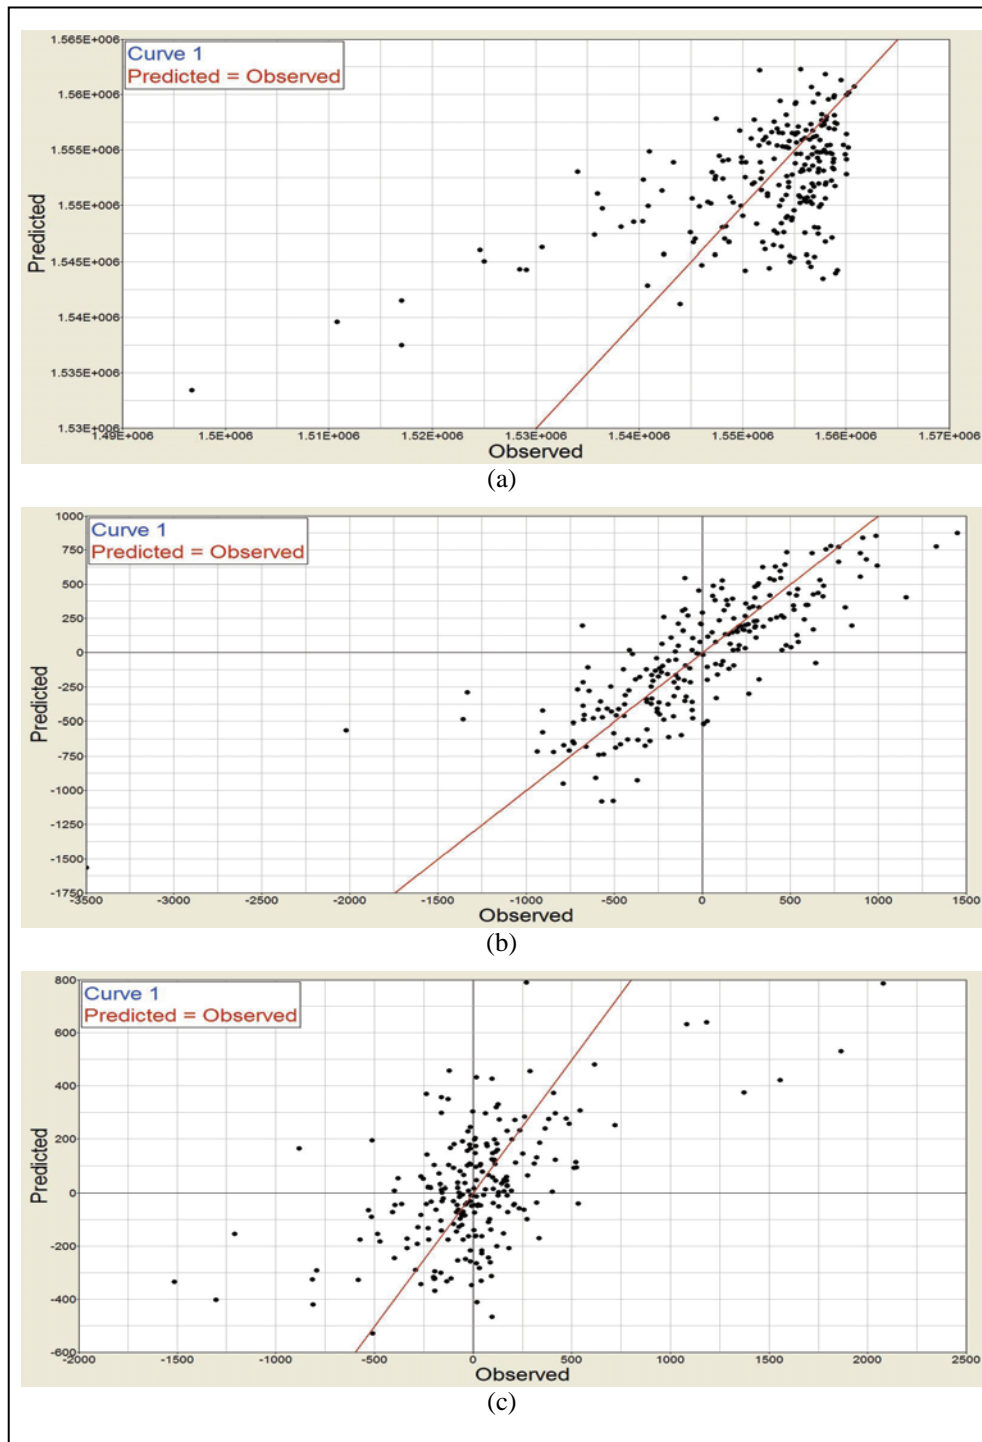 1.565E+006
Curve 1
Predicted = Observed
1.56E+006
1.555E+006
1.55E+006
1.545E+006
1.54E+006
1.535E+006
1.53E+006
Predicted
1.49E+006 1.5E+006 1.51E+006 1.52E+006 1.53E+006 1.54E+006 1.55E+006 1.56E+006 1.57E+006
Observed
(a)
1000
Curve 1
Predicted = Observed
750
500
250
0
-250
-500
-750
-1000
-1250
-1500
-1750
Predicted
-3500 -3000 -2500 -2000 -1500 -1000 -500 0 500 1000 1500
Observed
(b)
800
Curve 1
Predicted = Observed
600
400
200
0
-200
-400
-600
Predicted
-2000 -1500 -1000 -500 0 500 1000 1500 2000 2500
Observed
(c)